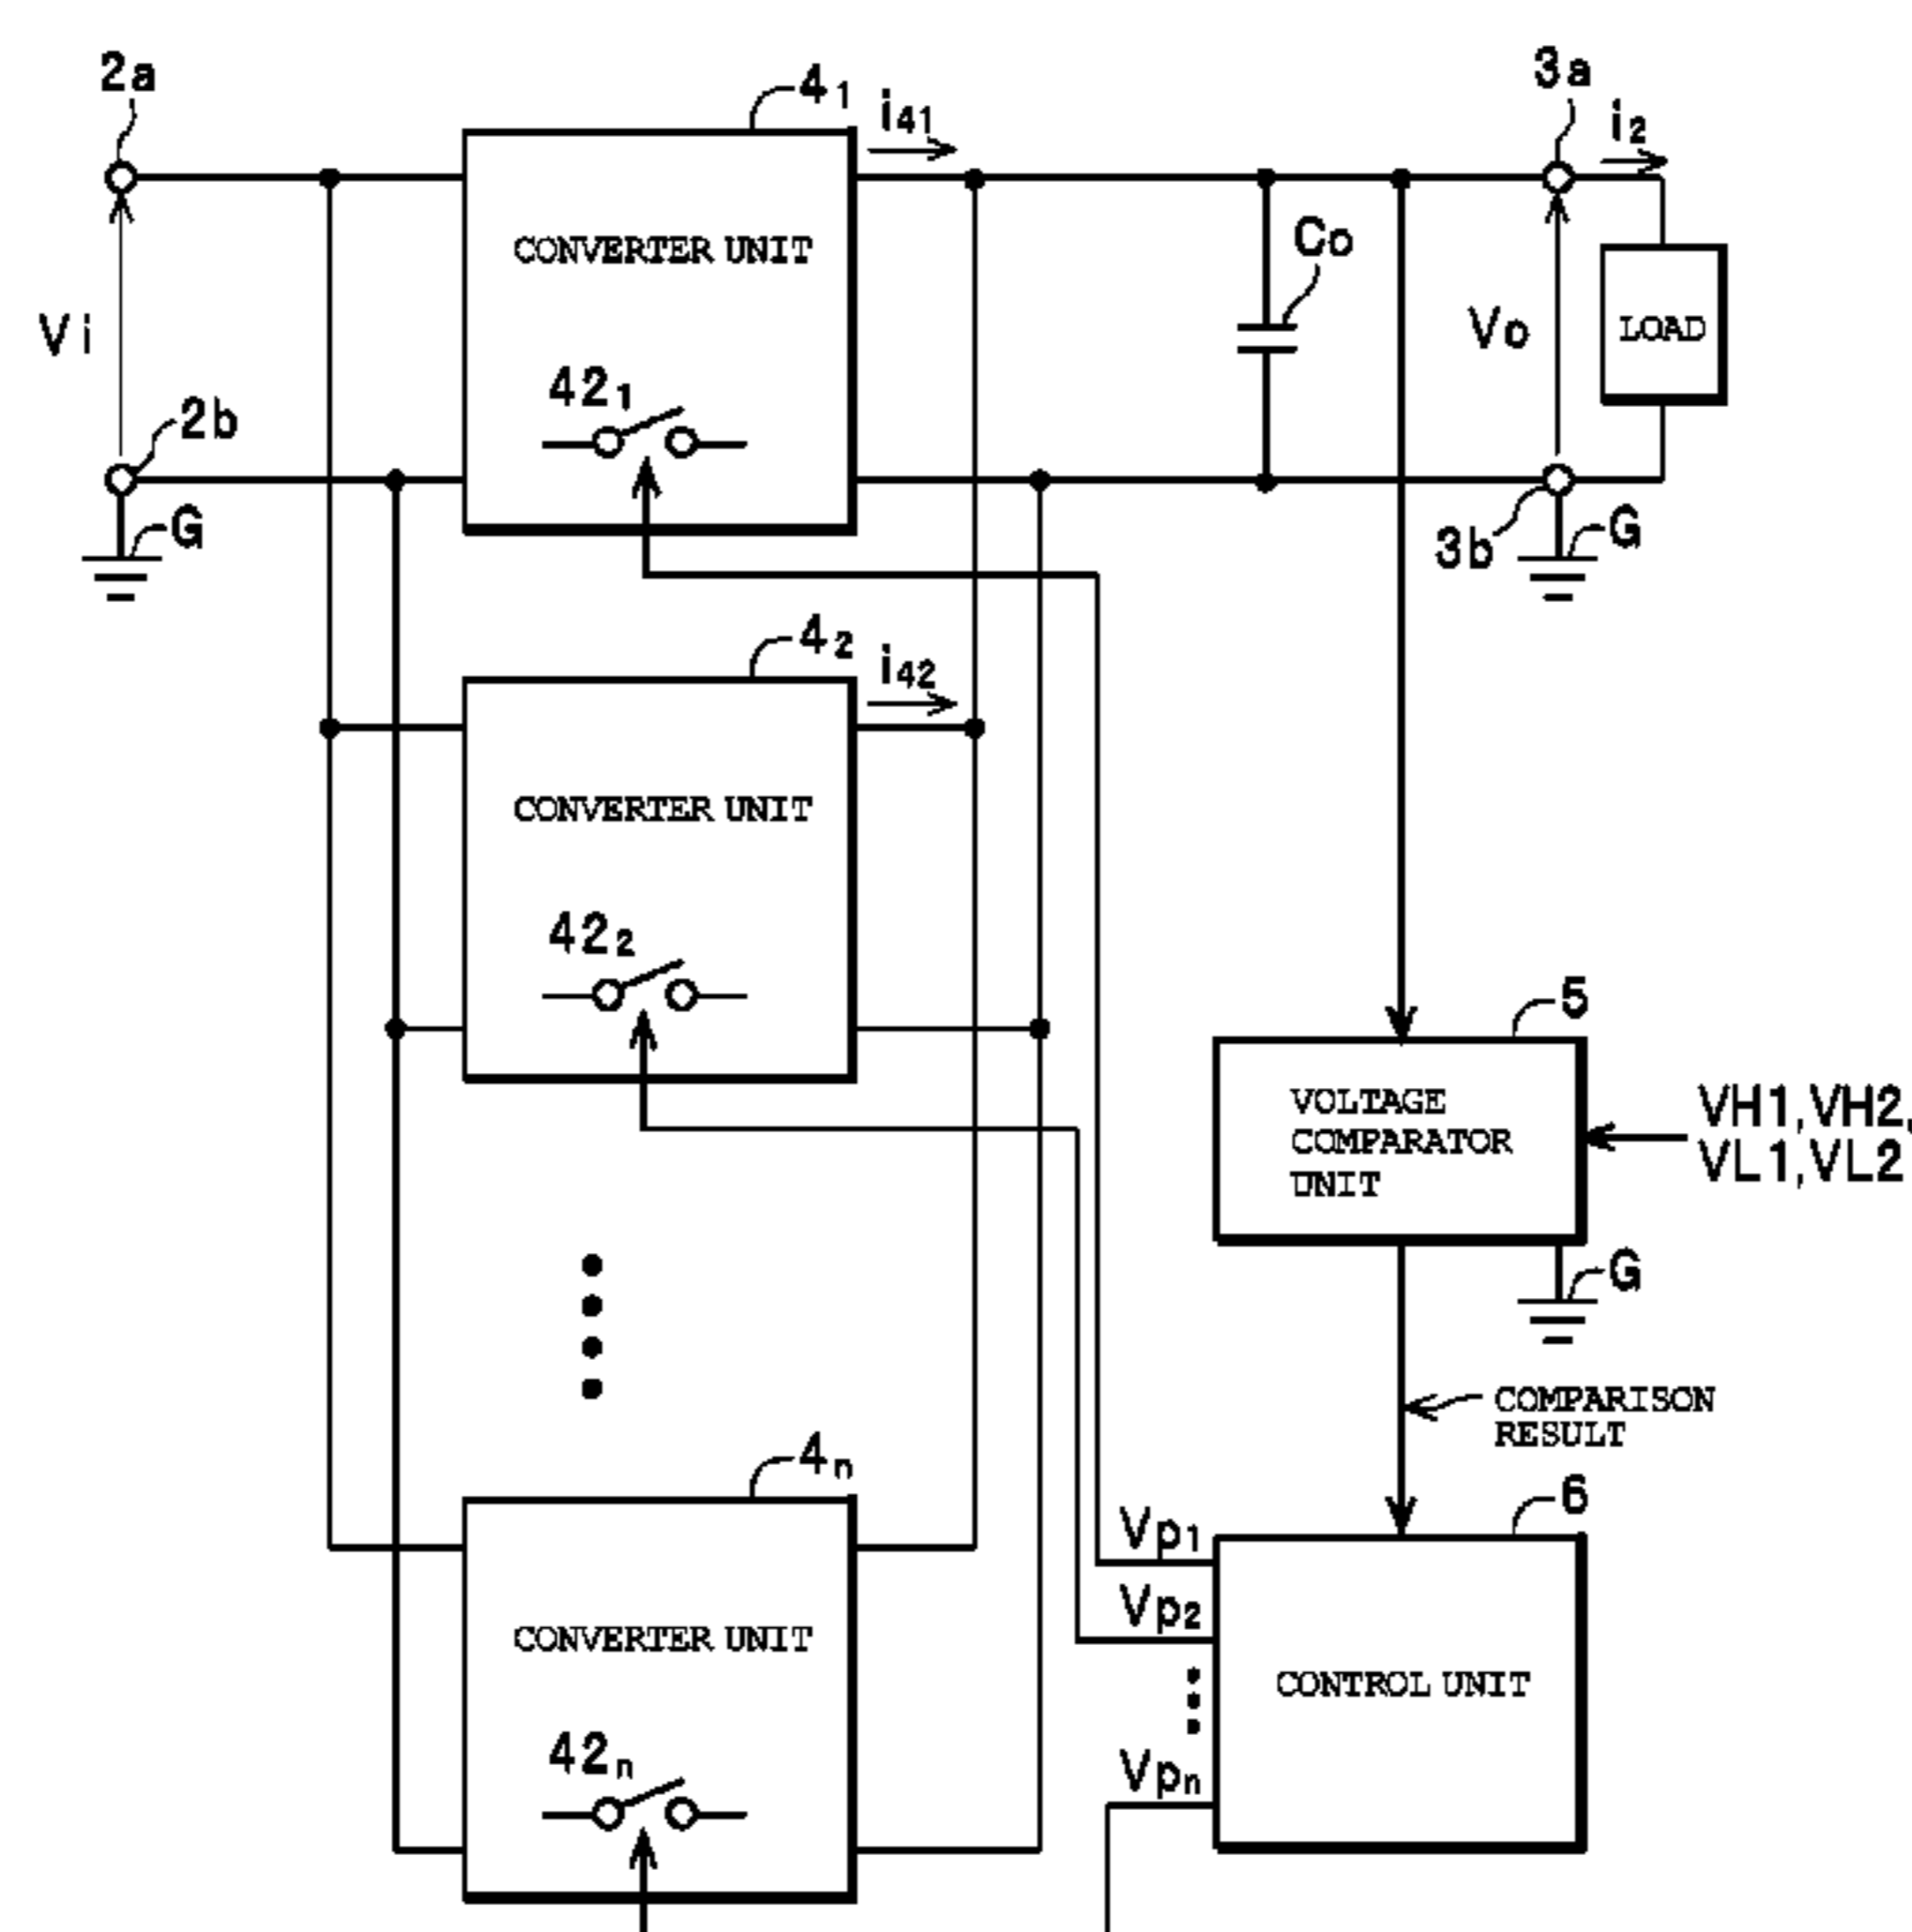 2a
4₁
i₄₁
3a
i₂
CONVERTER UNIT
Co
Vi
Vo
LOAD
42₁
2b
G
3b
G
4₂
i₄₂
CONVERTER UNIT
42₂
5
VOLTAGE
COMPARATOR
UNIT
VH1,VH2,
VL1,VL2
G
COMPARISON
RESULT
4ₙ
6
Vp₁
Vp₂
CONVERTER UNIT
CONTROL UNIT
42ₙ
Vpₙ